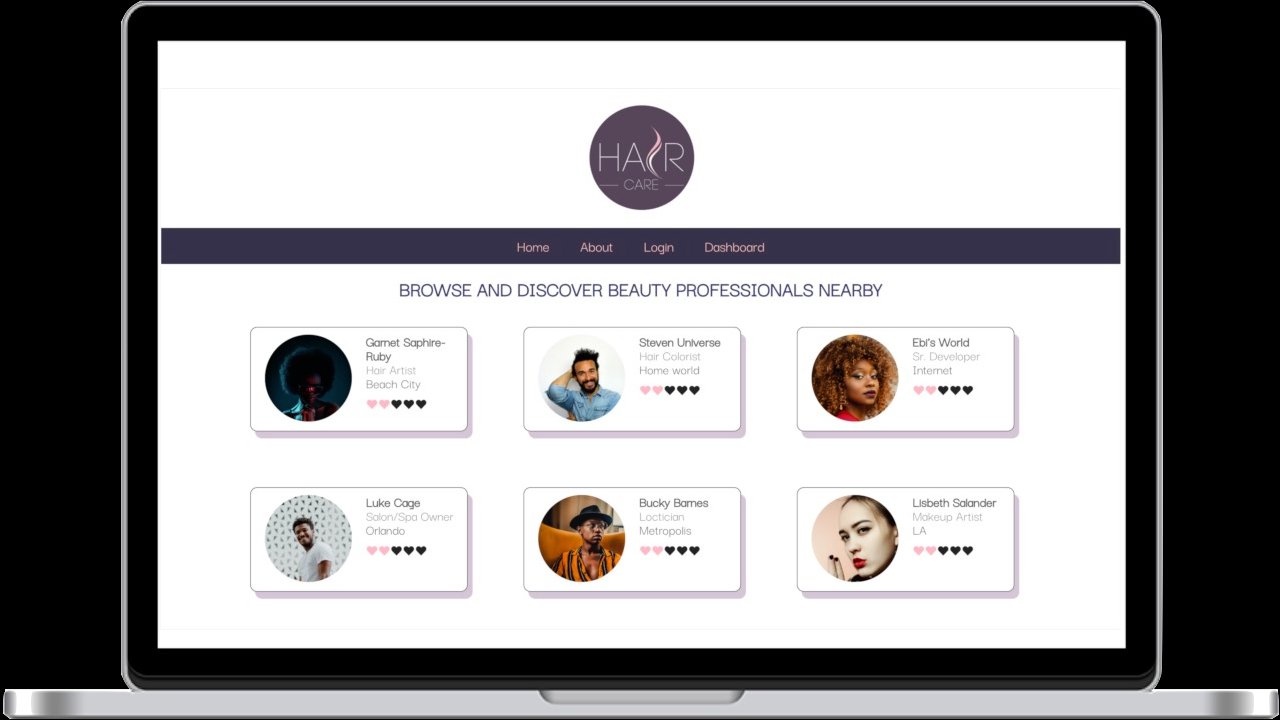 HAIR
CARE
Home About Login Dashboard
BROWSE AND DISCOVER BEAUTY PROFESSIONALS NEARBY
Garnet Saphire-
Ruby
Hair Artist
Beach City
Steven Universe
Hair Colorist
Home world
Ebi's World
Sr. Developer
Internet
Luke Cage
Salon/Spa Owner
Orlando
Bucky Barnes
Loctician
Metropolis
Lisbeth Salander
Makeup Artist
LA